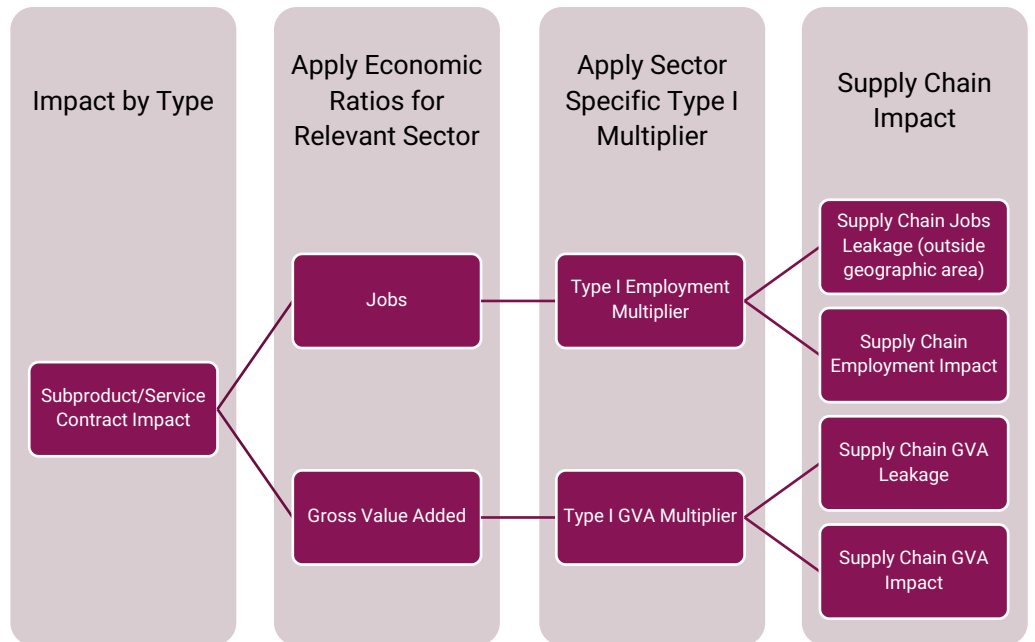 Impact by Type
Apply Economic
Ratios for
Relevant Sector
Apply Sector
Specific Type I
Multiplier
Supply Chain
Impact
Subproduct/Service
Contract Impact
Jobs
Gross Value Added
Type I Employment
Multiplier
Type I GVA Multiplier
Supply Chain Jobs
Leakage (outside
geographic area)
Supply Chain
Employment Impact
Supply Chain GVA
Leakage
Supply Chain GVA
Impact